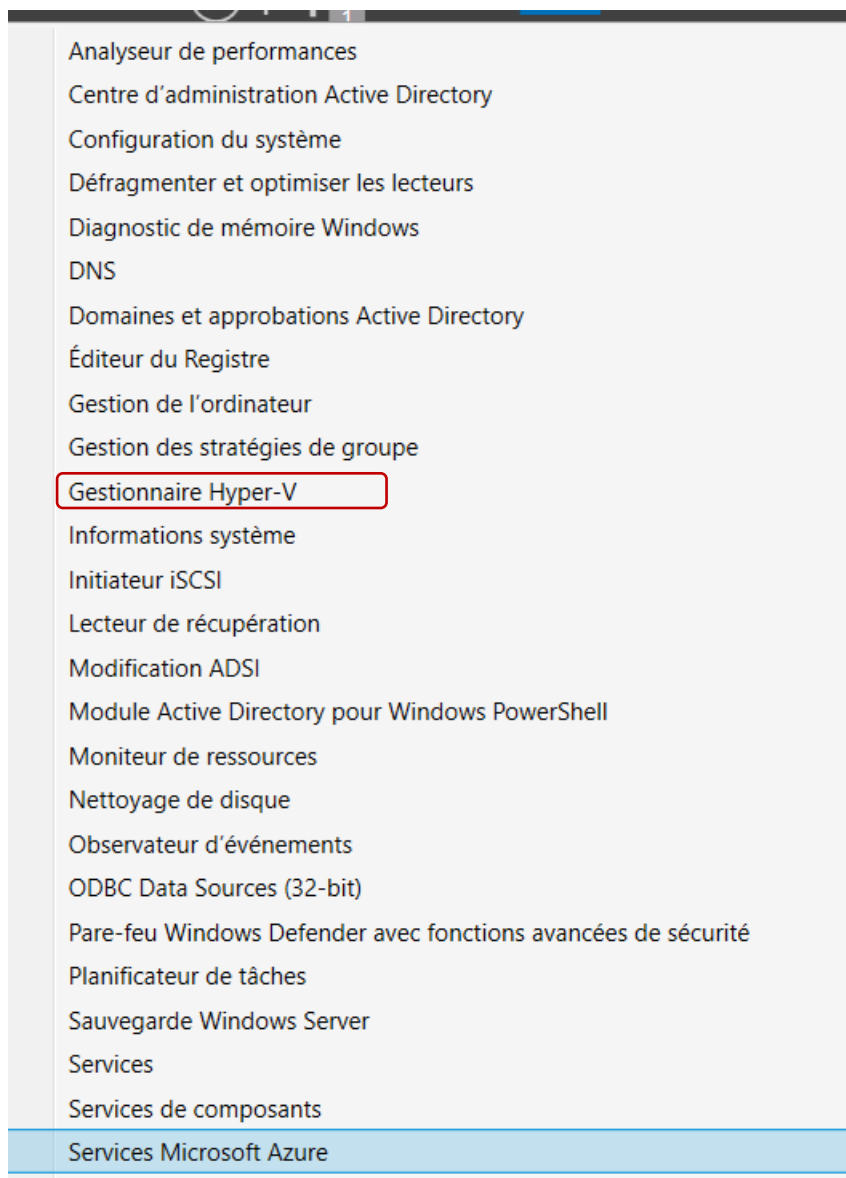 1
Analyseur de performances
Centre d’administration Active Directory
Configuration du système
Défragmenter et optimiser les lecteurs
Diagnostic de mémoire Windows
DNS
Domaines et approbations Active Directory
Éditeur du Registre
Gestion de l’ordinateur
Gestion des stratégies de groupe
Gestionnaire Hyper-V
Informations système
Initiateur iSCSI
Lecteur de récupération
Modification ADSI
Module Active Directory pour Windows PowerShell
Moniteur de ressources
Nettoyage de disque
Observateur d’événements
ODBC Data Sources (32-bit)
Pare-feu Windows Defender avec fonctions avancées de sécurité
Planificateur de tâches
Sauvegarde Windows Server
Services
Services de composants
Services Microsoft Azure